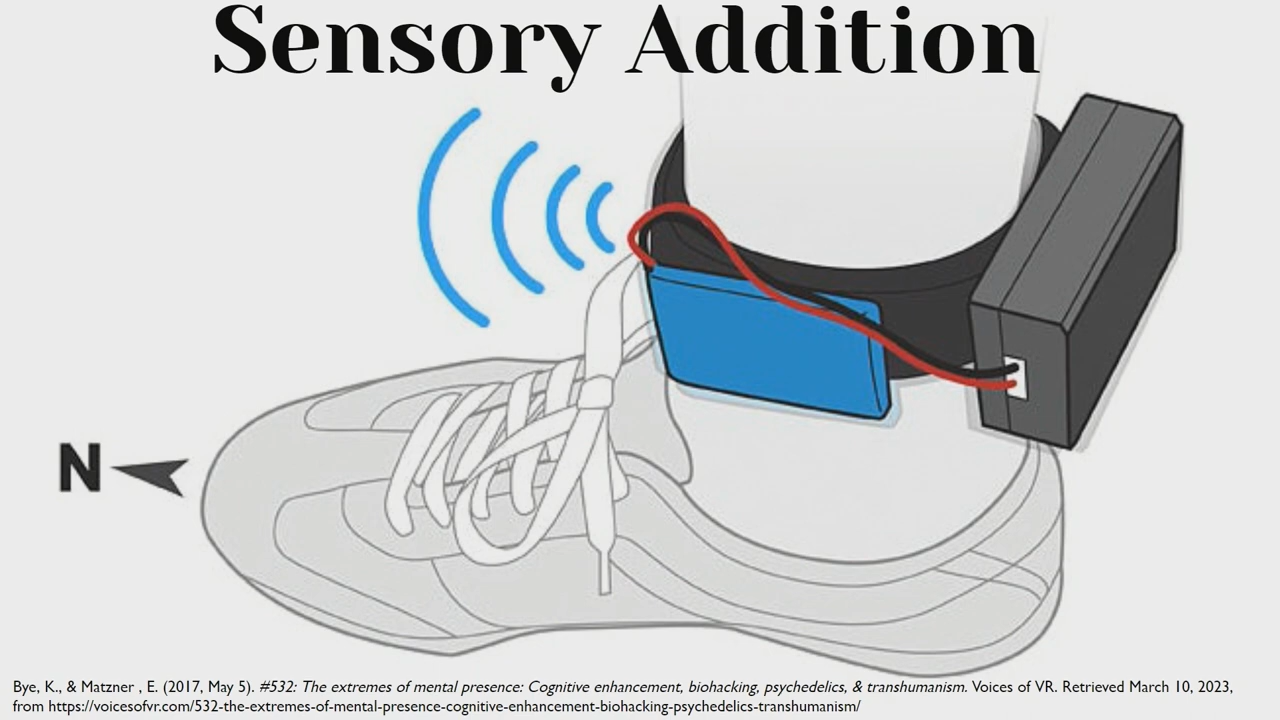 Sensory Addition
N
Bye, K., & Matzner , E. (2017, May 5). #532: The extremes of mental presence: Cognitive enhancement, biohacking, psychedelics, & transhumanism. Voices of VR. Retrieved March 10, 2023,
from https://voicesofvr.com/532-the-extremes-of-mental-presence-cognitive-enhancement-biohacking-psychedelics-transhumanism/